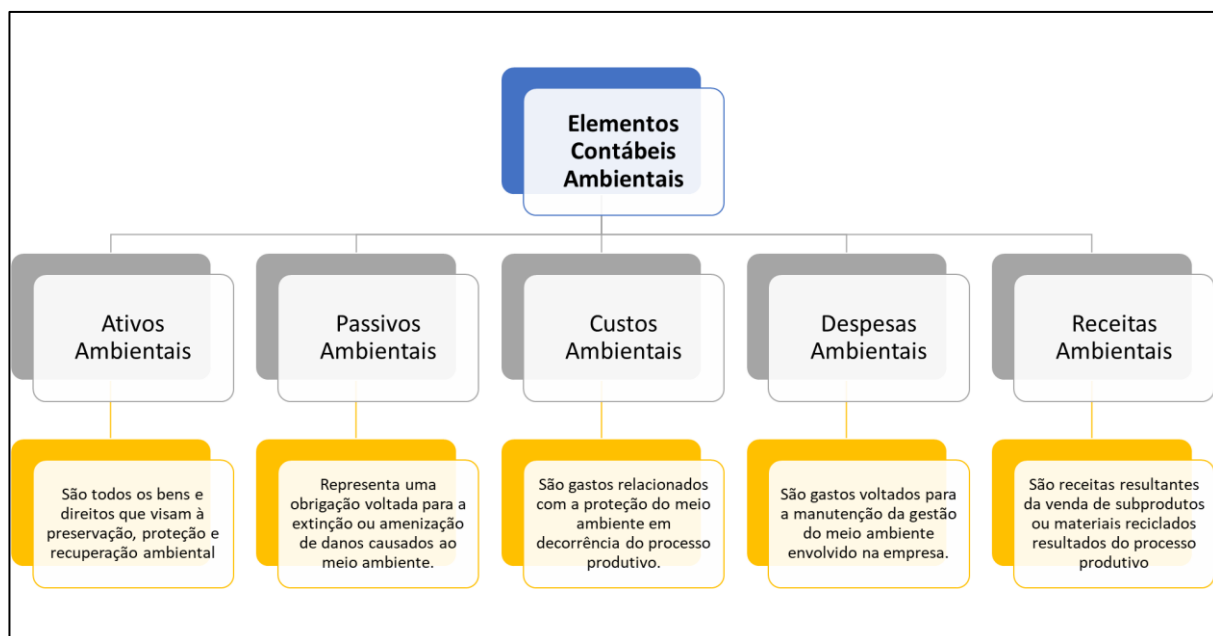 Elementos
Contábeis
Ambientais
Ativos
Ambientais
Passivos
Ambientais
Custos
Ambientais
Despesas
Ambientais
Receitas
Ambientais
São todos os bens e
direitos que visam à
preservação, proteção e
recuperação ambiental
Representa uma
obrigação voltada para a
extinção ou amenização
de danos causados ao
meio ambiente.
São gastos relacionados
com a proteção do meio
ambiente em
decorrência do processo
produtivo.
São gastos voltados para
a manutenção da gestão
do meio ambiente
envolvido na empresa.
São receitas resultantes
da venda de subprodutos
ou materiais reciclados
resultados do processo
produtivo